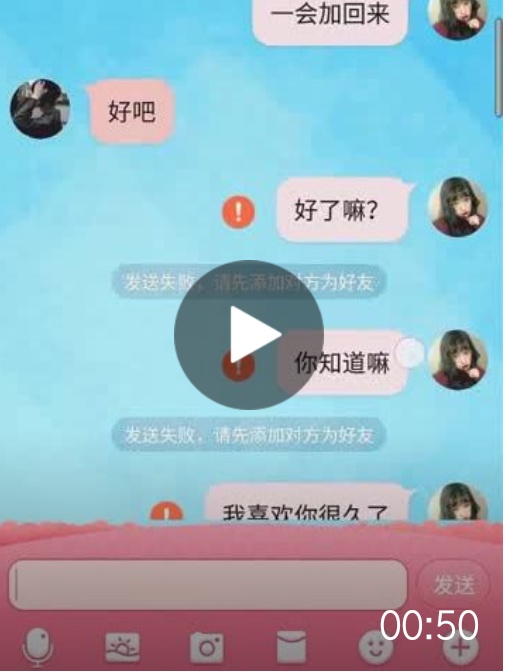 一会加回来
好吧
好了嘛？
发送失败，请先添加对方为好友
你知道嘛
发送失败，请先添加对方为好友
我喜欢你很久了
发送
00:50